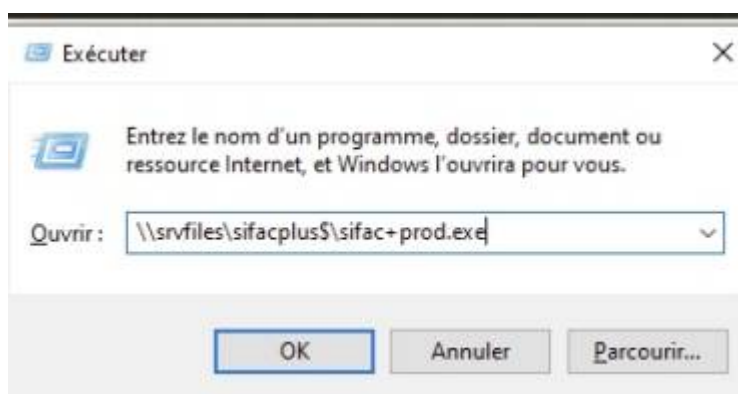 Exécuter
Entrez le nom d'un programme, dossier, document ou
ressource Internet, et Windows l'ouvrira pour vous.
Ouvrir : \\srvfiles\sifacplus$\sifac+prod.exe
OK Annuler Parcourir...